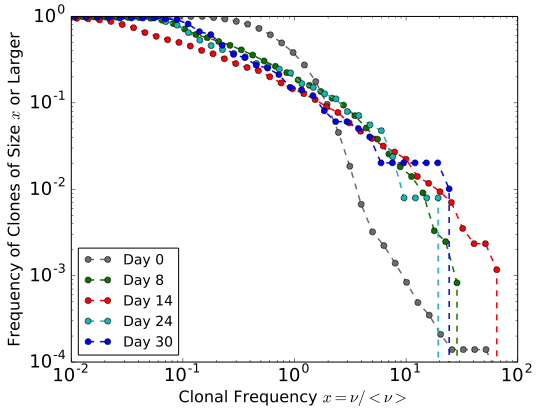 Frequency of Clones of Size x or Larger
10^0
10^-1
10^-2
10^-3
10^-4
Day 0
Day 8
Day 14
Day 24
Day 30
10^-2 10^-1 10^0 10^1 10^2
Clonal Frequency x = ν/<ν>